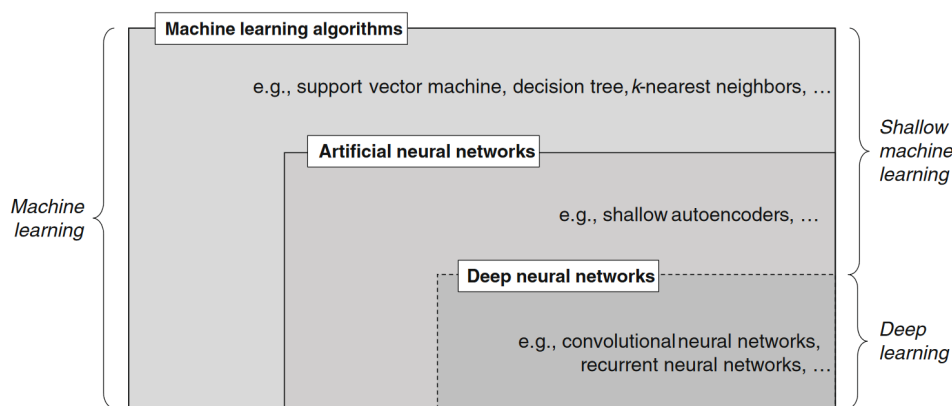 Machine learning algorithms
e.g., support vector machine, decision tree, k-nearest neighbors, …
Artificial neural networks
Shallow
machine
learning
Machine
learning
e.g., shallow autoencoders, …
Deep neural networks
e.g., convolutional neural networks,
recurrent neural networks, …
Deep
learning